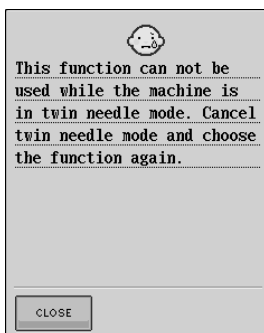 This function can not be
used while the machine is
in twin needle mode. Cancel
twin needle mode and choose
the function again.
CLOSE